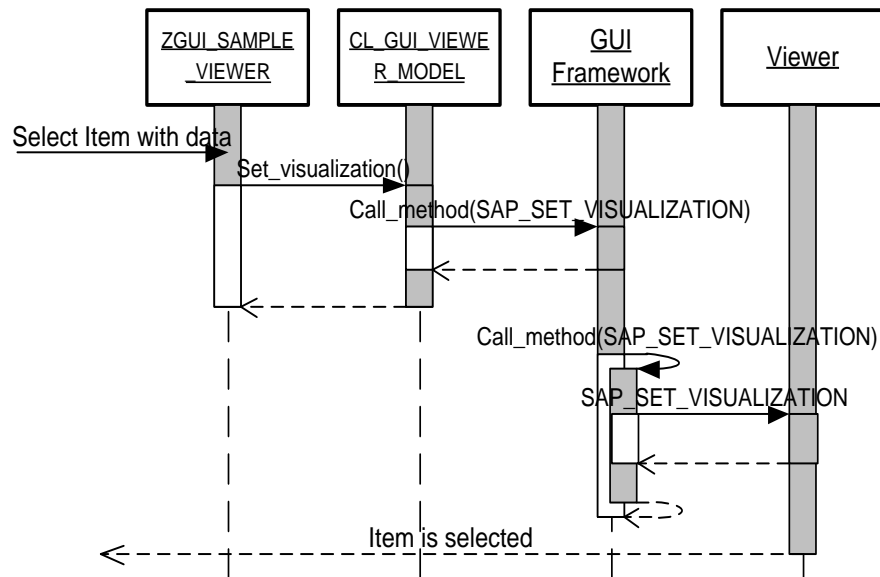 ZGUI_SAMPLE
_VIEWER
CL_GUI_VIEWE
R_MODEL
GUI
Framework
Viewer
Select Item with data
Set_visualization()
Call_method(SAP_SET_VISUALIZATION)
Call_method(SAP_SET_VISUALIZATION)
SAP_SET_VISUALIZATION
Item is selected